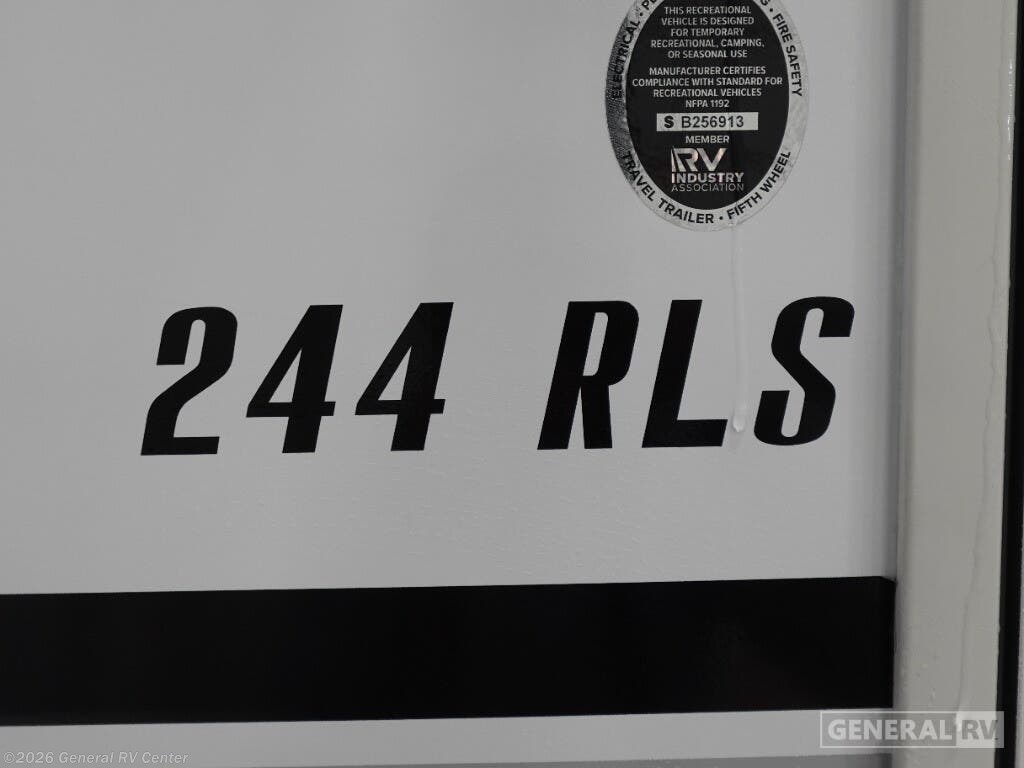 THIS RECREATIONAL
VEHICLE IS DESIGNED
FOR TEMPORARY
RECREATIONAL, CAMPING,
OR SEASONAL USE
MANUFACTURER CERTIFIES
COMPLIANCE WITH STANDARD FOR
RECREATIONAL VEHICLES
NFPA 1192
$ B256913
MEMBER
RV
INDUSTRY
ASSOCIATION
ELECTRICAL •
• FIRE SAFETY
TRAVEL TRAILER • FIFTH WHEEL
244 RLS
GENERAL RV
©2026 General RV Center